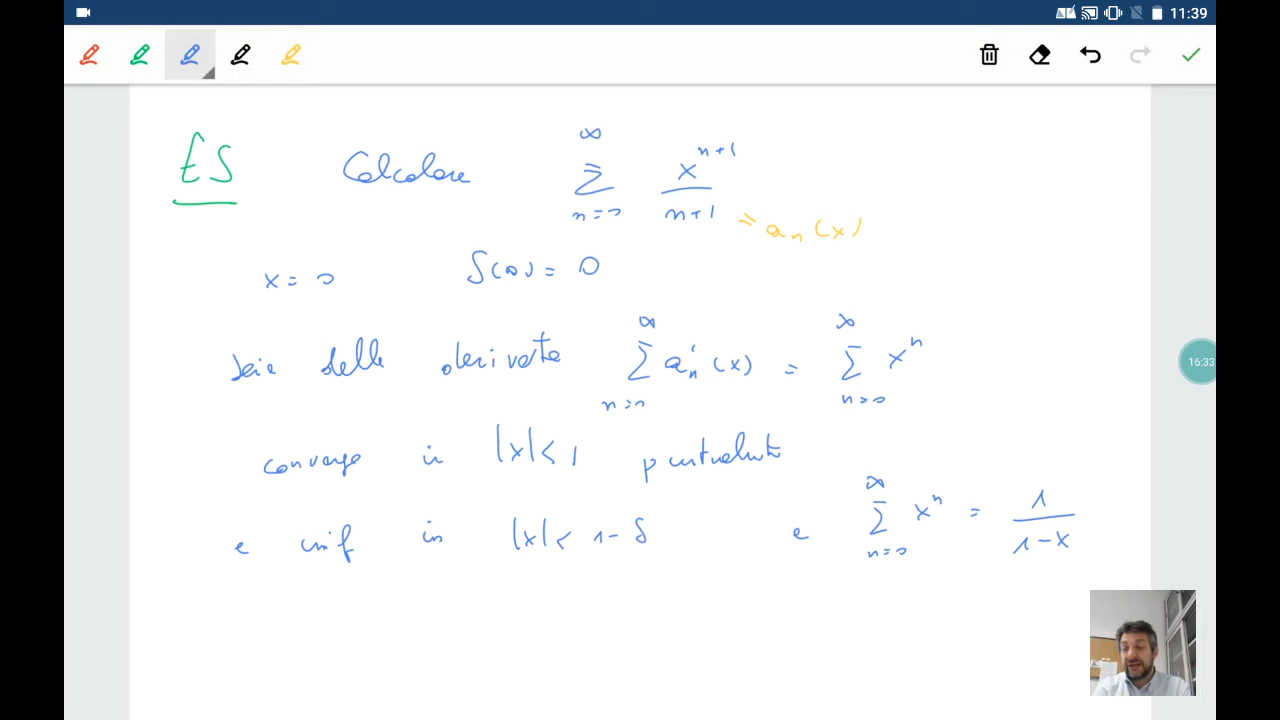 11:39
ES Calcolare ∑_{n=0}^{∞} x^{n+1}/(n+1) = a_n(x)
x = 0 S(0) = 0
Serie delle derivate ∑_{n=0}^{∞} a_n'(x) = ∑_{n=0}^{∞} x^n
converge in |x| < 1 puntualmente
e unif in |x| < 1-δ e ∑_{n=0}^{∞} x^n = 1/(1-x)
16:33